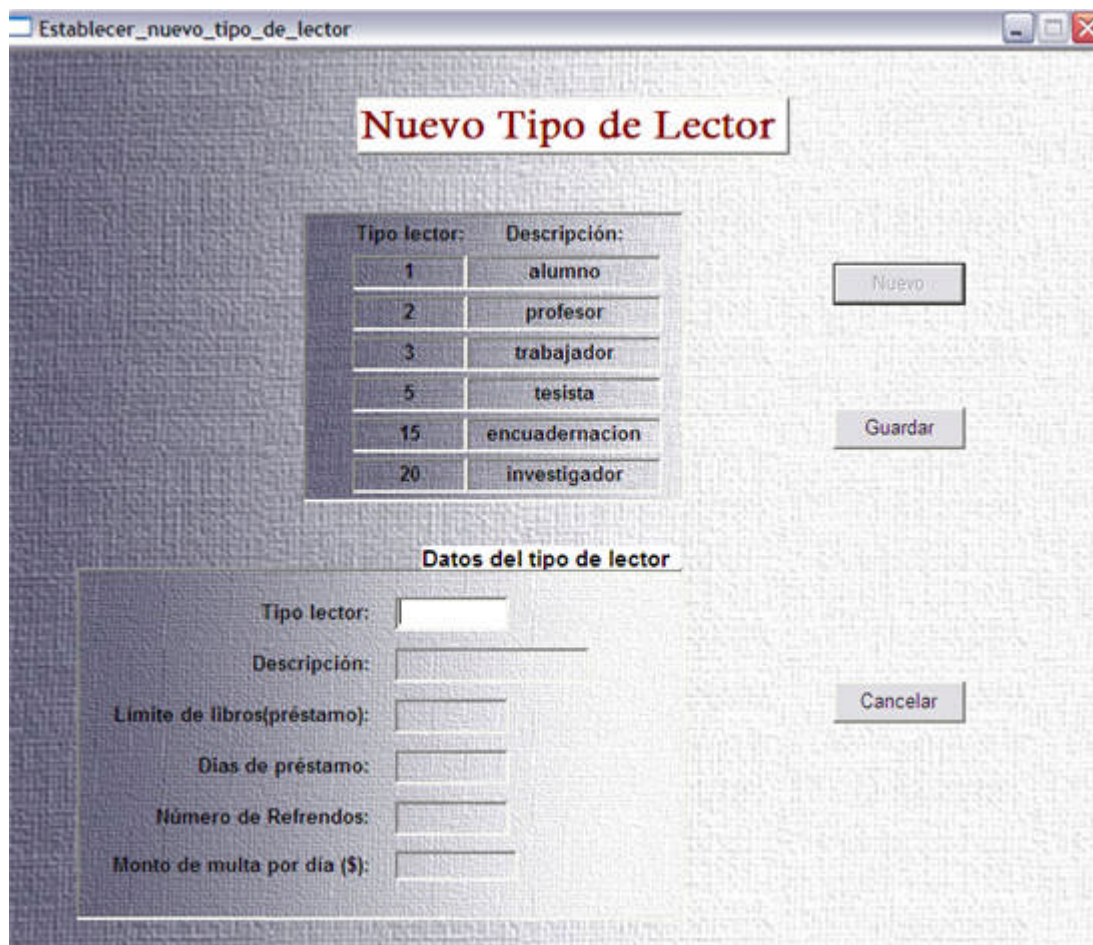 Establecer_nuevo_tipo_de_lector
Nuevo Tipo de Lector
Tipo lector: Descripción:
1 alumno
2 profesor
3 trabajador
5 tesista
15 encuadernacion
20 investigador
Nuevo
Guardar
Datos del tipo de lector
Tipo lector:
Descripción:
Límite de libros(préstamo):
Días de préstamo:
Número de Refrendos:
Monto de multa por día ($):
Cancelar